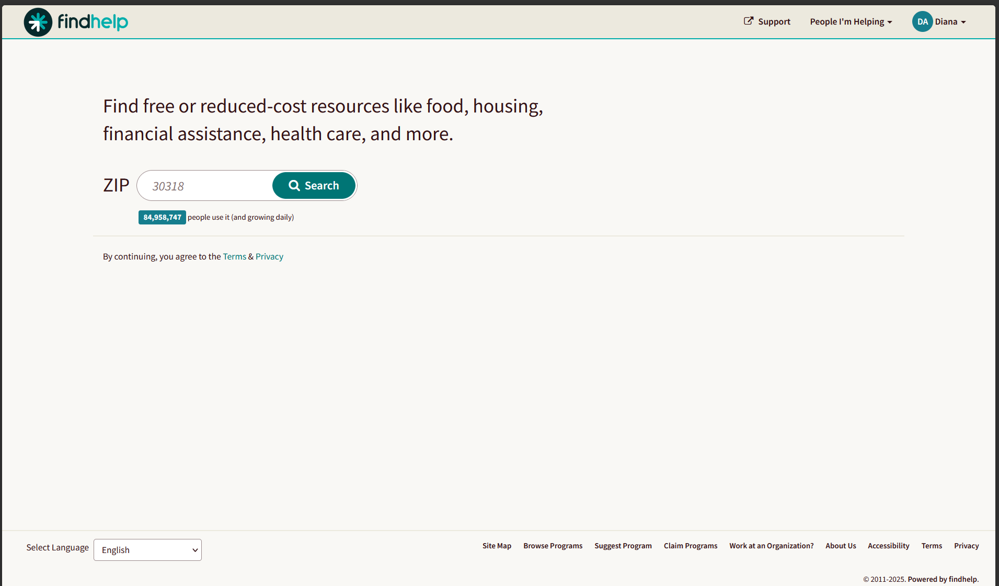 findhelp
Support
People I'm Helping
DA
Diana
Find free or reduced-cost resources like food, housing,
financial assistance, health care, and more.
ZIP
30318
Search
84,958,747 people use it (and growing daily)
By continuing, you agree to the Terms & Privacy
Select Language
English
Site Map
Browse Programs
Suggest Program
Claim Programs
Work at an Organization?
About Us
Accessibility
Terms
Privacy
© 2011-2025. Powered by findhelp.